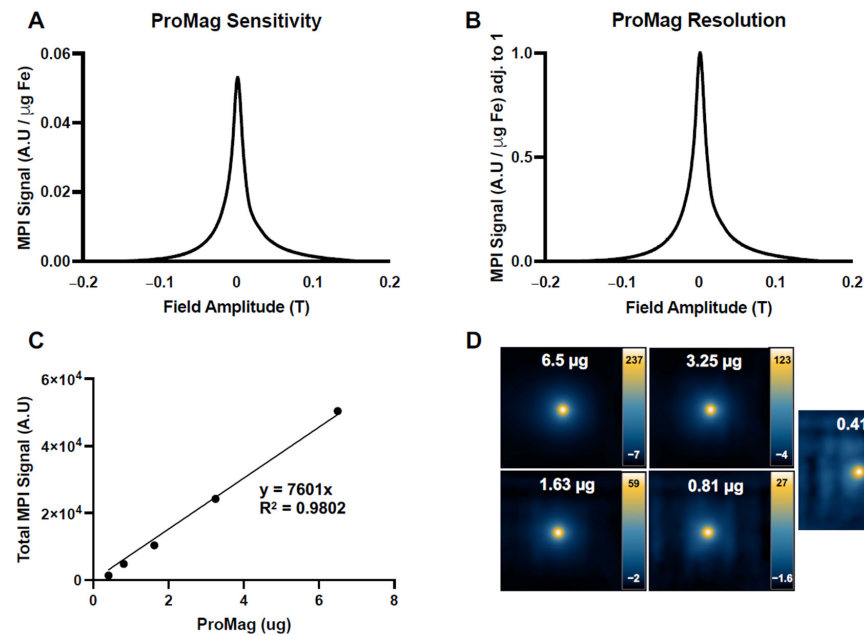 A
ProMag Sensitivity
MPI Signal (A.U / μg Fe)
0.06
0.04
0.02
0.00
−0.2
−0.1
0
0.1
0.2
Field Amplitude (T)
B
ProMag Resolution
MPI Signal (A.U / μg Fe) adj. to 1
1.0
0.5
0.0
−0.2
−0.1
0
0.1
0.2
Field Amplitude (T)
C
Total MPI Signal (A.U)
6×10⁴
4×10⁴
2×10⁴
0
y = 7601x
R² = 0.9802
0
2
4
6
8
ProMag (ug)
D
6.5 μg
237
−7
3.25 μg
123
−4
1.63 μg
59
−2
0.81 μg
27
−1.6
0.41